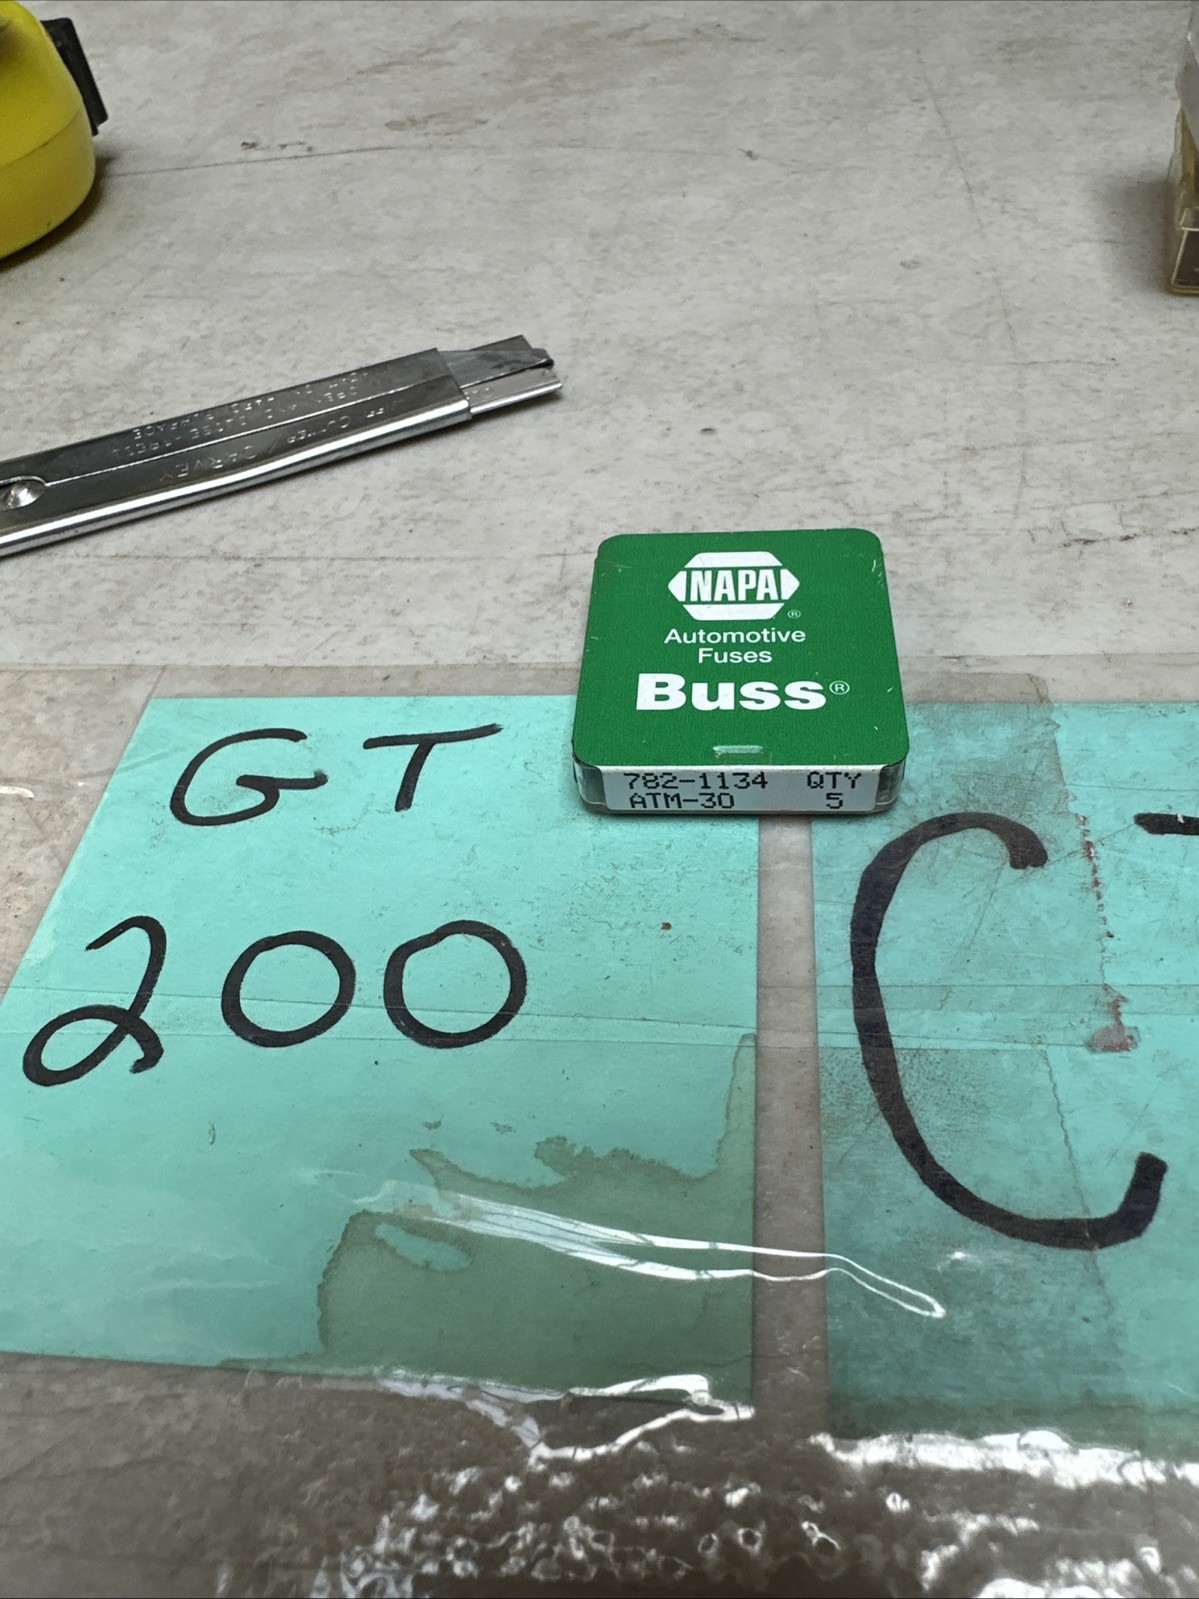 NAPA®
Automotive
Fuses
Buss®
782-1134 QTY
ATM-30 5
GT
200
C